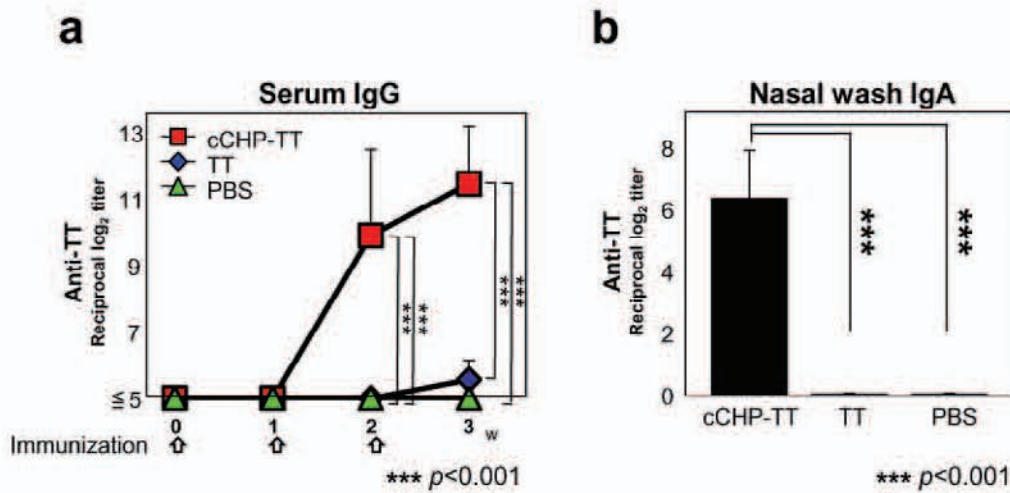 a
Serum IgG
Anti-TT
Reciprocal log₂ titer
13
11
9
7
≦5
cCHP-TT
TT
PBS
***
***
***
***
0 1 2 3 w
Immunization
*** p<0.001
b
Nasal wash IgA
Anti-TT
Reciprocal log₂ titer
8
6
4
2
0
***
***
cCHP-TT TT PBS
*** p<0.001